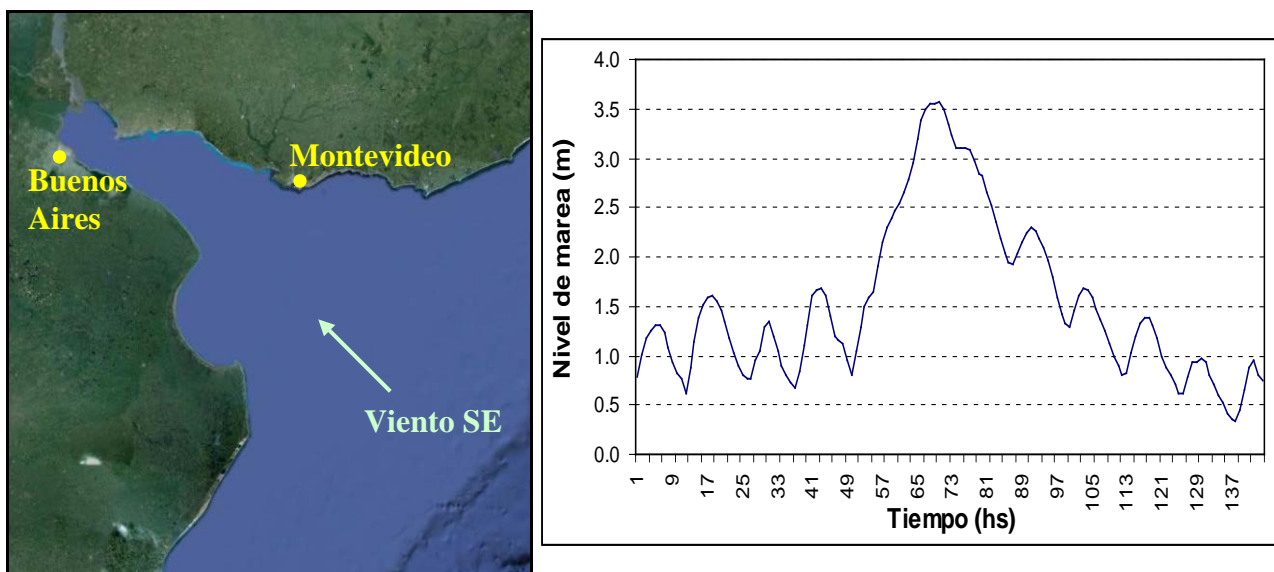 Montevideo
Buenos
Aires
Viento SE
Nivel de marea (m)
4.0
3.5
3.0
2.5
2.0
1.5
1.0
0.5
0.0
1 9 17 25 33 41 49 57 65 73 81 89 97 105 113 121 129 137
Tiempo (hs)